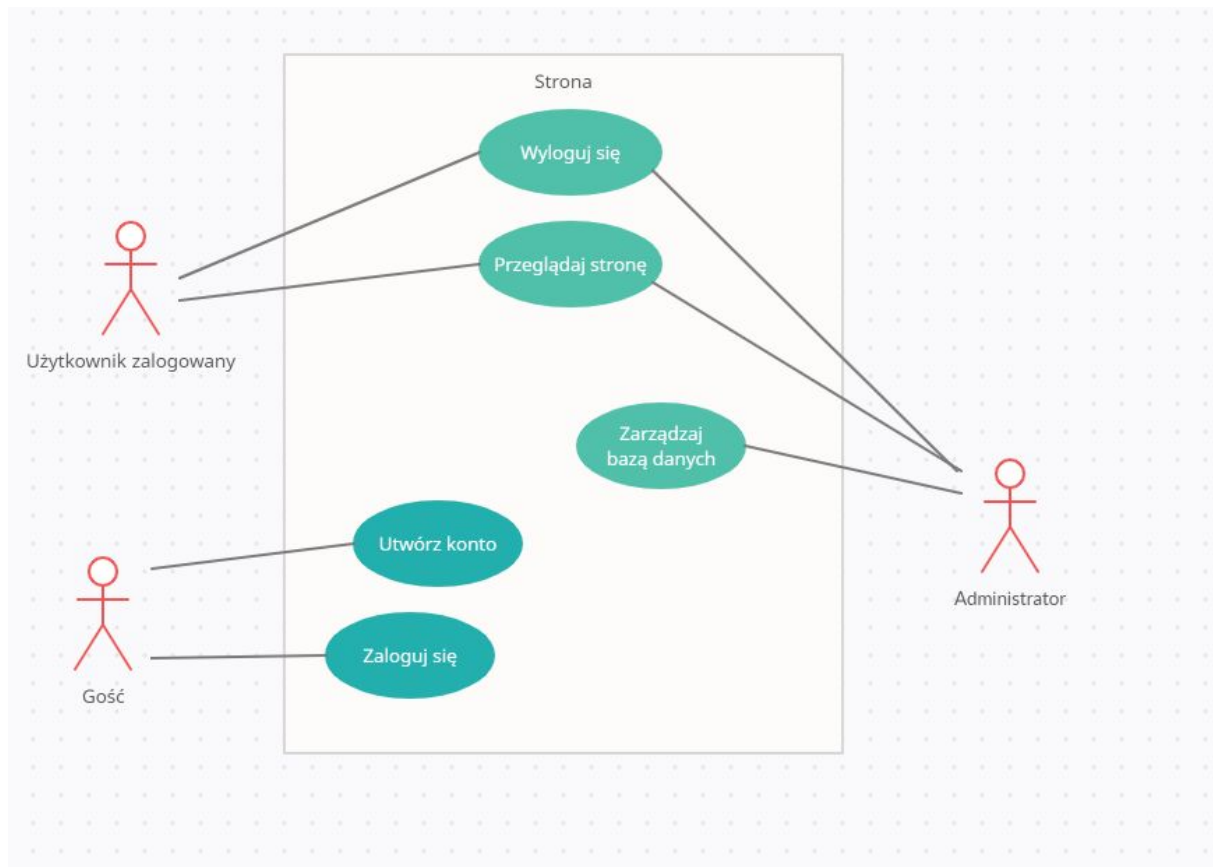 Strona
Wyloguj się
Przeglądaj stronę
Użytkownik zalogowany
Zarządzaj
bazą danych
Utwórz konto
Administrator
Zaloguj się
Gość